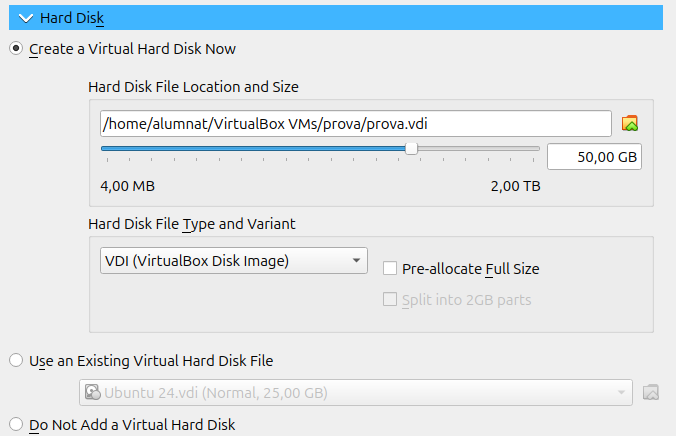 Hard Disk
Create a Virtual Hard Disk Now
Hard Disk File Location and Size
/home/alumnat/VirtualBox VMs/prova/prova.vdi
50,00 GB
4,00 MB 2,00 TB
Hard Disk File Type and Variant
VDI (VirtualBox Disk Image) Pre-allocate Full Size
Split into 2GB parts
Use an Existing Virtual Hard Disk File
Ubuntu 24.vdi (Normal, 25,00 GB)
Do Not Add a Virtual Hard Disk